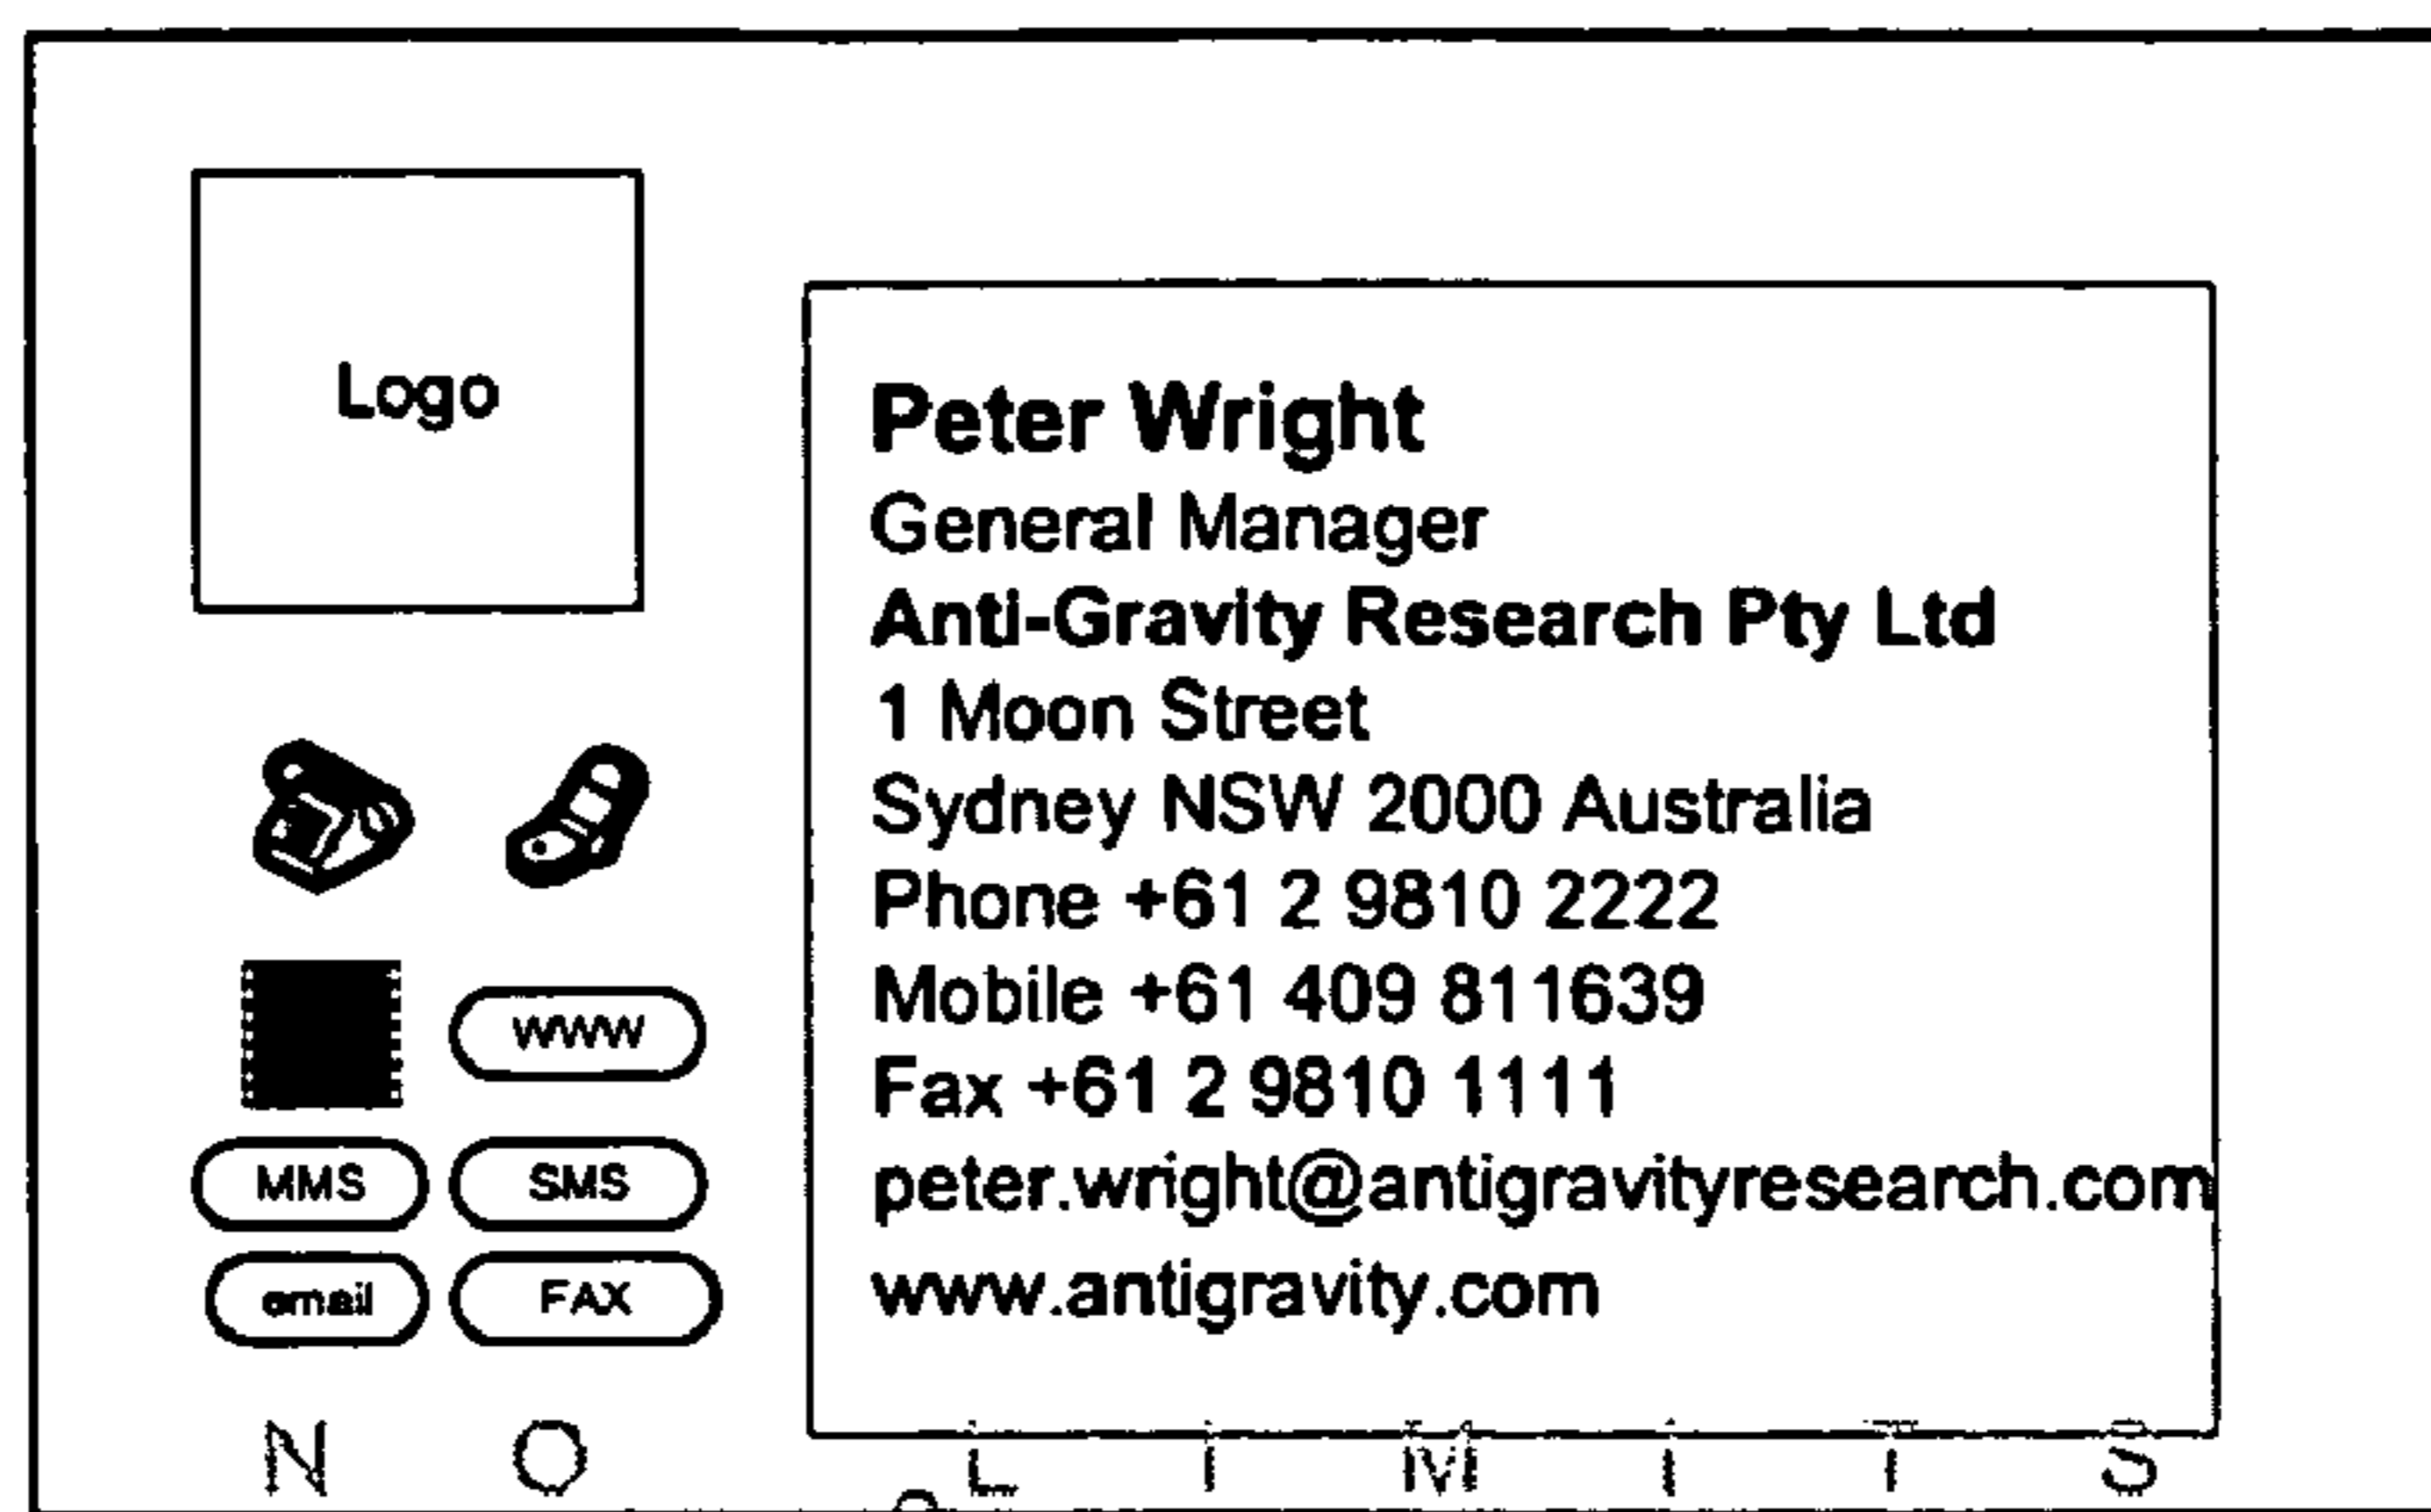 Logo
Peter Wright
General Manager
Anti-Gravity Research Pty Ltd
1 Moon Street
Sydney NSW 2000 Australia
Phone +61 2 9810 2222
Mobile +61 409 811639
Fax +61 2 9810 1111
peter.wright@antigravityresearch.com
www.antigravity.com
WWW
MMS SMS
email FAX
NO LIMITS